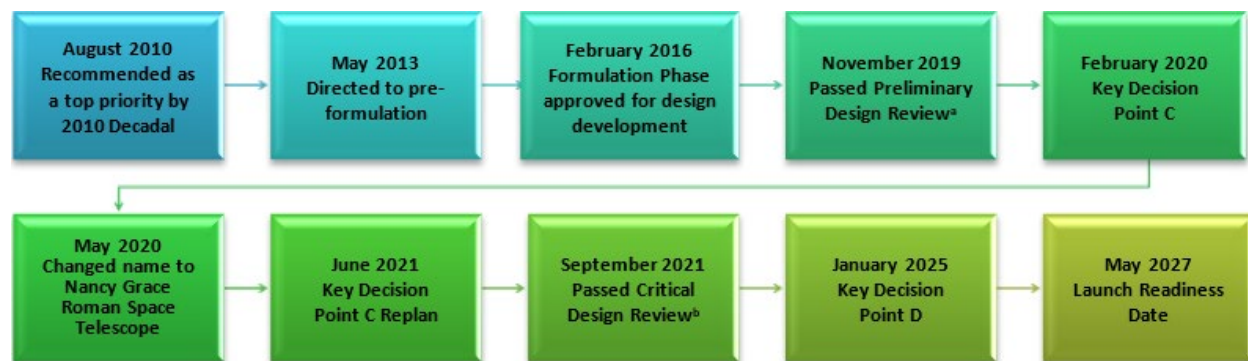 August 2010
Recommended as
a top priority by
2010 Decadal
May 2013
Directed to pre-
formulation
February 2016
Formulation Phase
approved for design
development
November 2019
Passed Preliminary
Design Reviewᵃ
February 2020
Key Decision
Point C
May 2020
Changed name to
Nancy Grace
Roman Space
Telescope
June 2021
Key Decision
Point C Replan
September 2021
Passed Critical
Design Reviewᵇ
January 2025
Key Decision
Point D
May 2027
Launch Readiness
Date